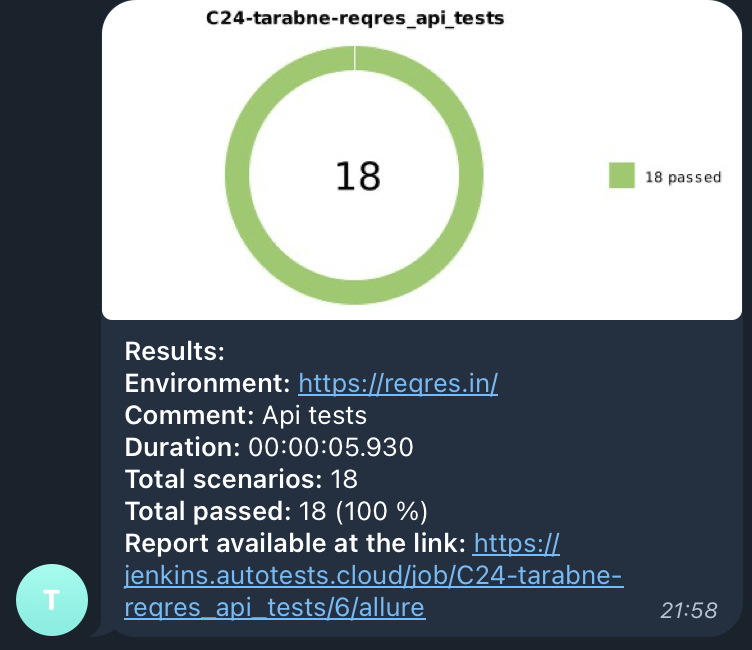 C24-tarabne-reqres_api_tests
18
18 passed
Results:
Environment: https://reqres.in/
Comment: Api tests
Duration: 00:00:05.930
Total scenarios: 18
Total passed: 18 (100 %)
Report available at the link: https://
jenkins.autotests.cloud/job/C24-tarabne-
reqres_api_tests/6/allure
T
21:58